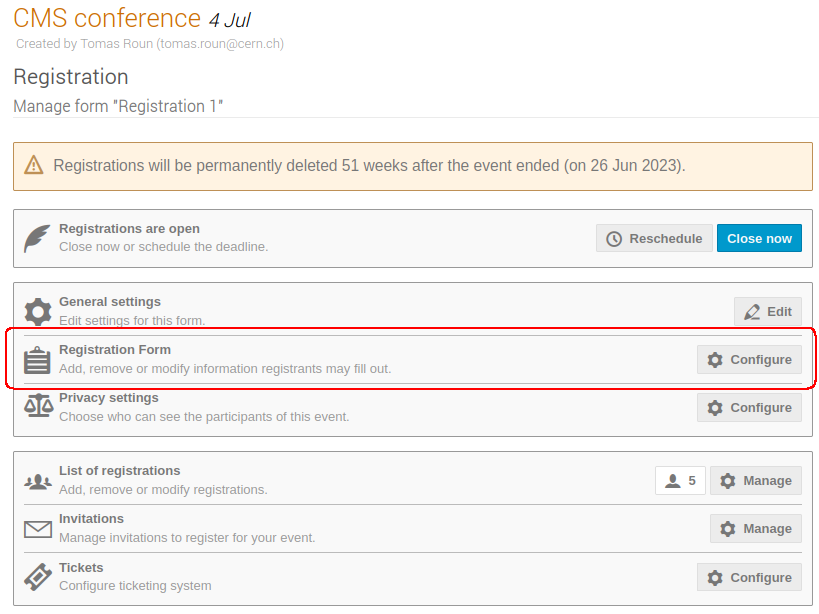 CMS conference 4 Jul
Created by Tomas Roun (tomas.roun@cern.ch)
Registration
Manage form "Registration 1"
Registrations will be permanently deleted 51 weeks after the event ended (on 26 Jun 2023).
Registrations are open
Close now or schedule the deadline.
Reschedule
Close now
General settings
Edit settings for this form.
Edit
Registration Form
Add, remove or modify information registrants may fill out.
Configure
Privacy settings
Choose who can see the participants of this event.
Configure
List of registrations
Add, remove or modify registrations.
5
Manage
Invitations
Manage invitations to register for your event.
Manage
Tickets
Configure ticketing system
Configure